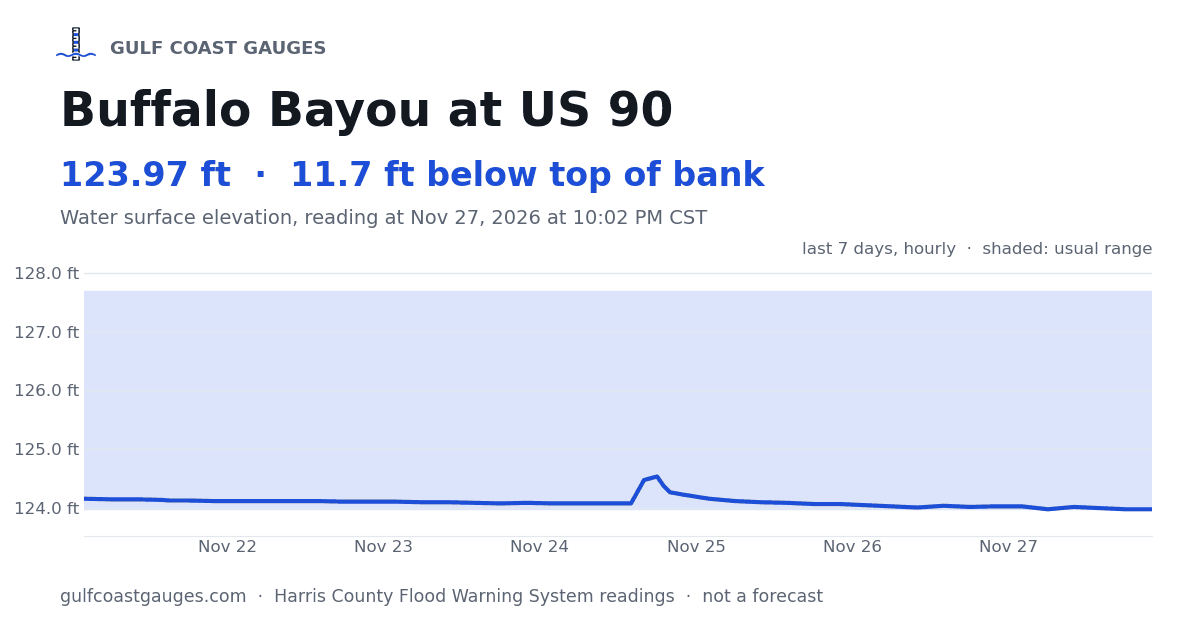 GULF COAST GAUGES
Buffalo Bayou at US 90
123.97 ft · 11.7 ft below top of bank
Water surface elevation, reading at Nov 27, 2026 at 10:02 PM CST
last 7 days, hourly · shaded: usual range
128.0 ft
127.0 ft
126.0 ft
125.0 ft
124.0 ft
Nov 22 Nov 23 Nov 24 Nov 25 Nov 26 Nov 27
gulfcoastgauges.com · Harris County Flood Warning System readings · not a forecast